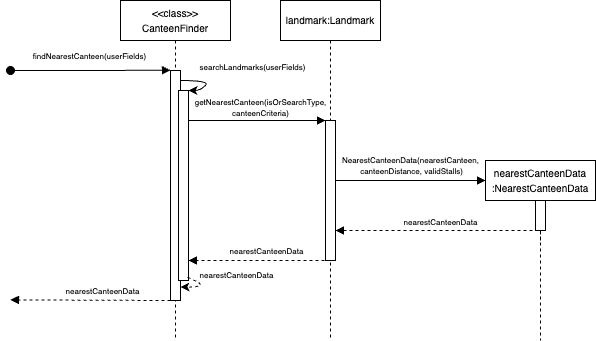 <<class>>
CanteenFinder
landmark:Landmark
findNearestCanteen(userFields)
searchLandmarks(userFields)
getNearestCanteen(isOrSearchType,
canteenCriteria)
NearestCanteenData(nearestCanteen,
canteenDistance, validStalls)
nearestCanteenData
:NearestCanteenData
nearestCanteenData
nearestCanteenData
nearestCanteenData
nearestCanteenData